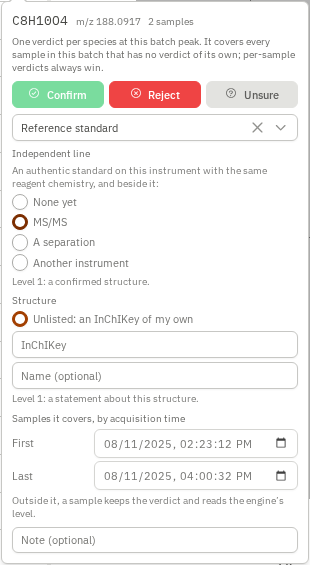 C8H10O4 m/z 188.0917 2 samples
One verdict per species at this batch peak. It covers every
sample in this batch that has no verdict of its own; per-sample
verdicts always win.
Confirm Reject Unsure
Reference standard
Independent line
An authentic standard on this instrument with the same
reagent chemistry, and beside it:
None yet
MS/MS
A separation
Another instrument
Level 1: a confirmed structure.
Structure
Unlisted: an InChIKey of my own
InChIKey
Name (optional)
Level 1: a statement about this structure.
Samples it covers, by acquisition time
First 08/11/2025, 02:23:12 PM
Last 08/11/2025, 04:00:32 PM
Outside it, a sample keeps the verdict and reads the engine's
level.
Note (optional)